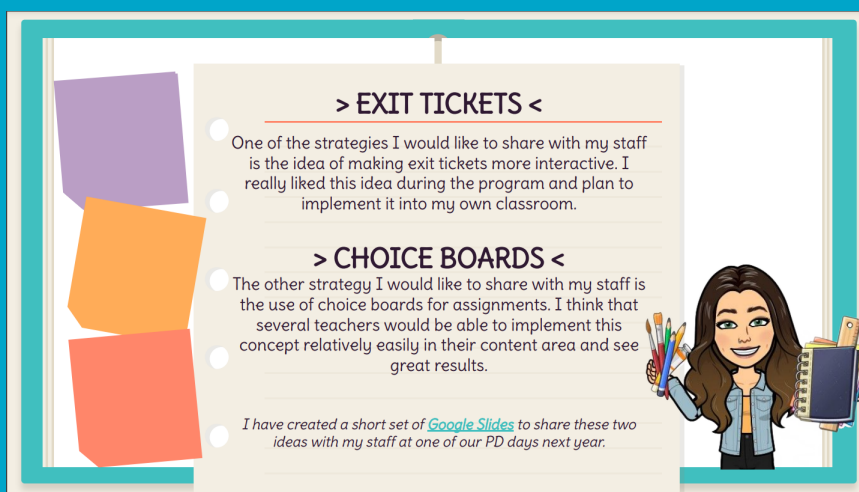 > EXIT TICKETS <
One of the strategies I would like to share with my staff
is the idea of making exit tickets more interactive. I
really liked this idea during the program and plan to
implement it into my own classroom.
> CHOICE BOARDS <
The other strategy I would like to share with my staff is
the use of choice boards for assignments. I think that
several teachers would be able to implement this
concept relatively easily in their content area and see
great results.
I have created a short set of Google Slides to share these two
ideas with my staff at one of our PD days next year.